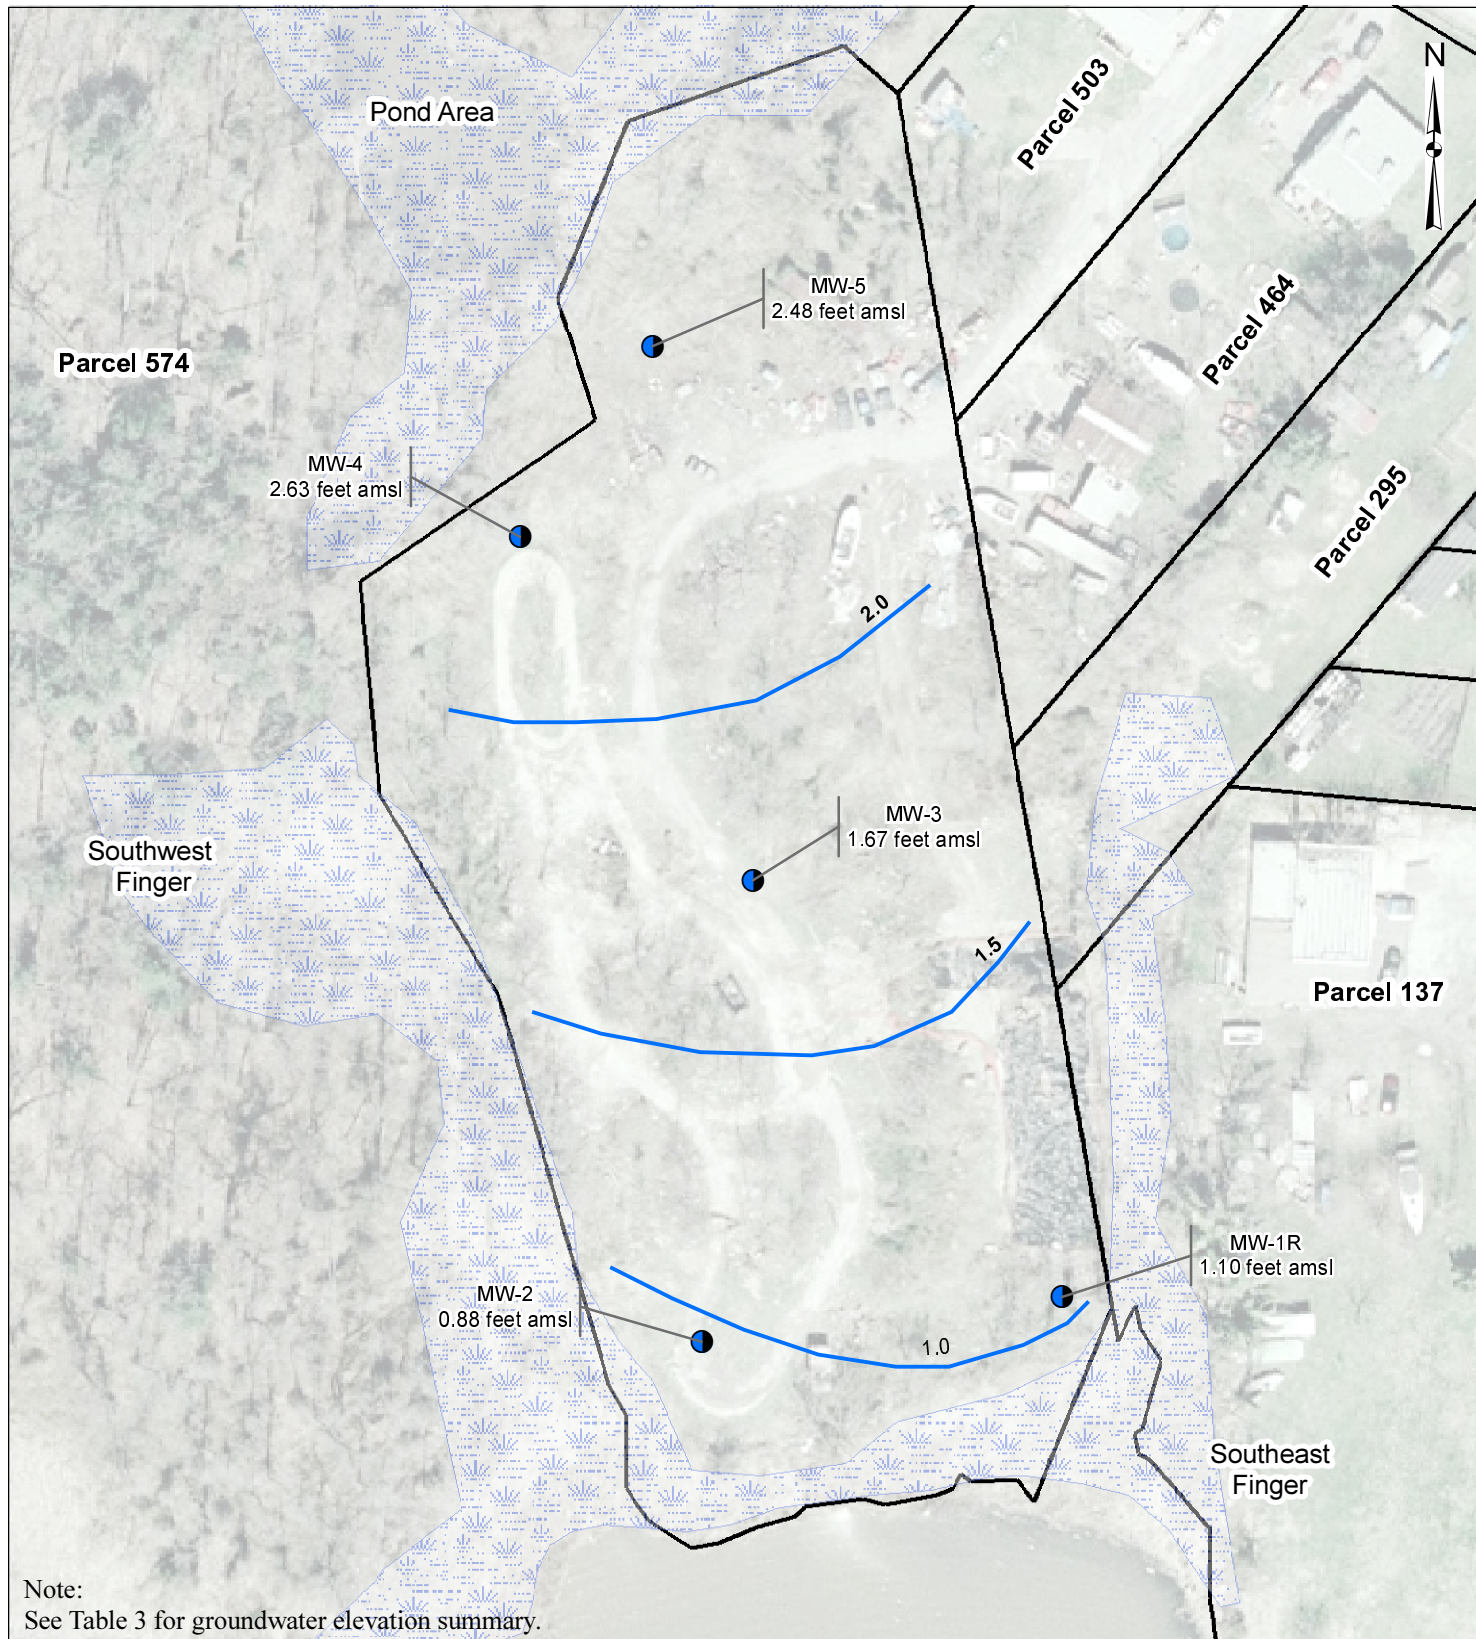 N
Pond Area
Parcel 503
MW-5
2.48 feet amsl
Parcel 464
Parcel 574
MW-4
2.63 feet amsl
Parcel 295
2.0
MW-3
1.67 feet amsl
Southwest
Finger
1.5
Parcel 137
MW-1R
1.10 feet amsl
MW-2
0.88 feet amsl
1.0
Southeast
Finger
Note:
See Table 3 for groundwater elevation summary.